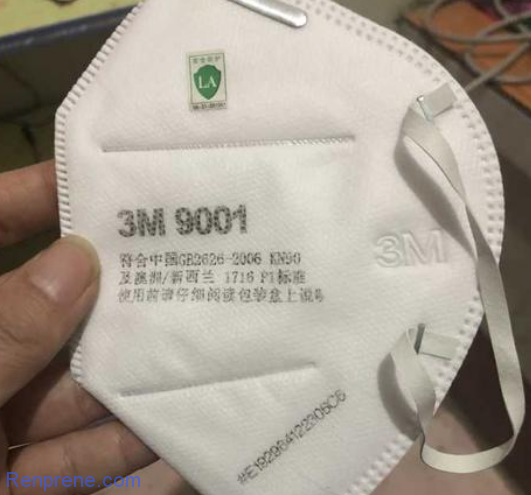 LA
3M 9001
3M
符合中国GB2626-2006 KN90
及澳洲/新西兰 1716 P1标准
使用前请仔细阅读包装盒上说明
Renprene.com